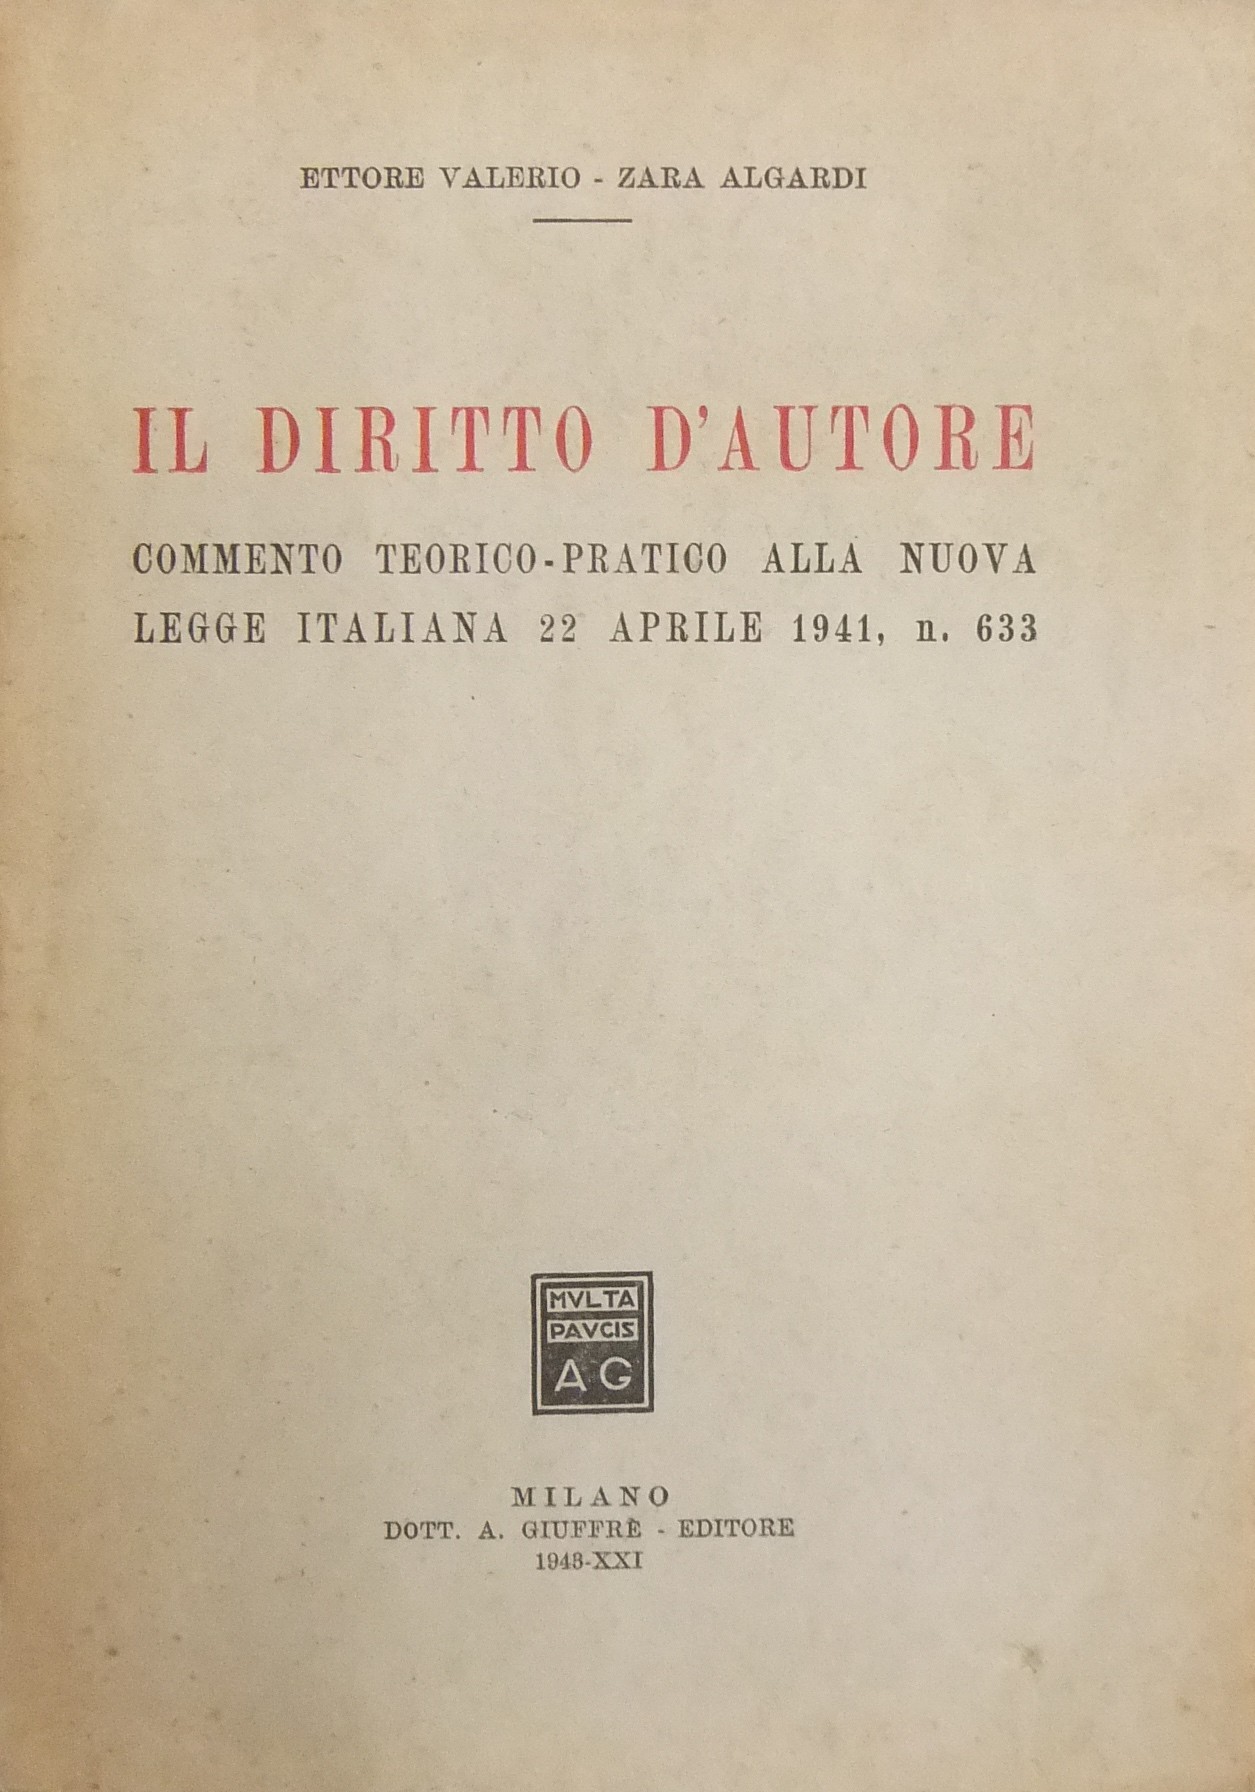 ETTORE VALERIO - ZARA ALGARDI
IL DIRITTO D'AUTORE
COMMENTO TEORICO-PRATICO ALLA NUOVA
LEGGE ITALIANA 22 APRILE 1941, n. 633
MVLTA
PAVCIS
A G
MILANO
DOTT. A. GIUFFRÈ - EDITORE
1943-XXI